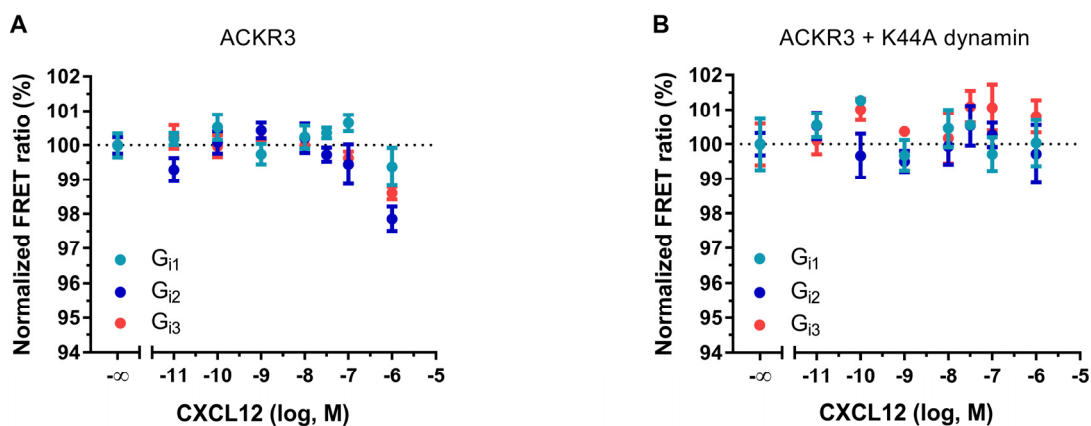 A
ACKR3
Normalized FRET ratio (%)
102
101
100
99
98
97
96
95
94
Gi1
Gi2
Gi3
-∞
-11
-10
-9
-8
-7
-6
-5
CXCL12 (log, M)
B
ACKR3 + K44A dynamin
Normalized FRET ratio (%)
102
101
100
99
98
97
96
95
94
Gi1
Gi2
Gi3
-∞
-11
-10
-9
-8
-7
-6
-5
CXCL12 (log, M)